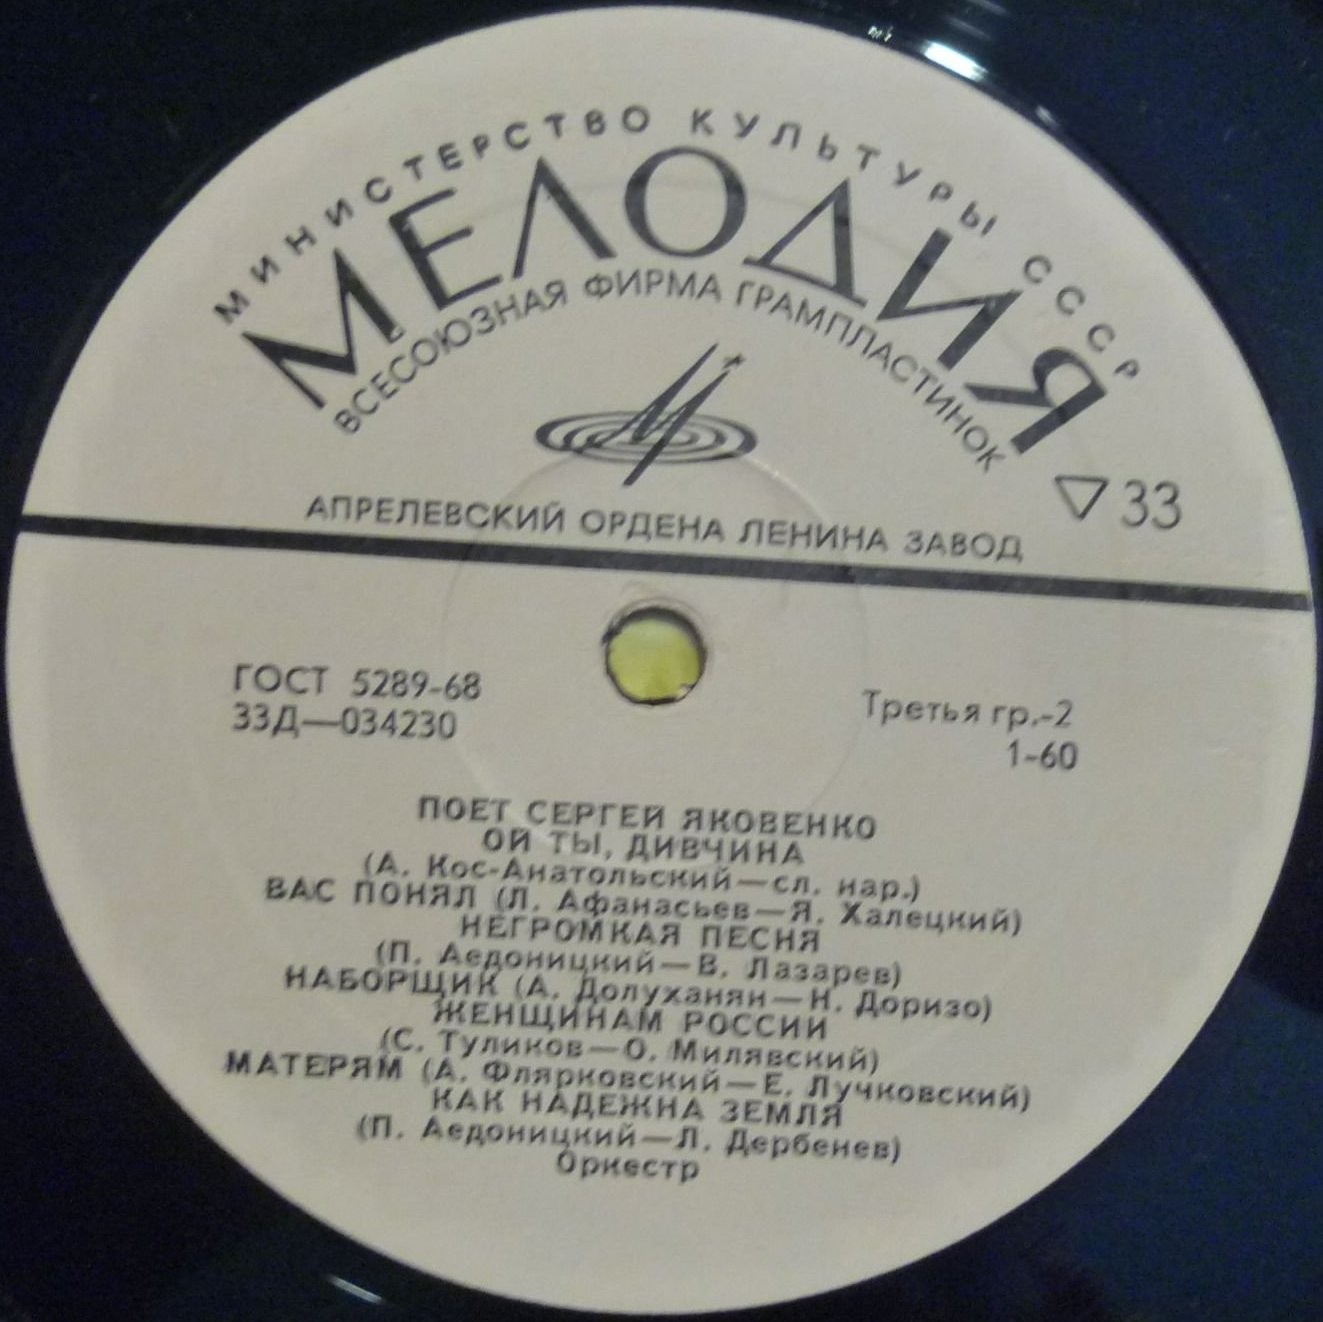 МИНИСТЕРСТВО КУЛЬТУРЫ СССР
МЕЛОДИЯ
ВСЕСОЮЗНАЯ ФИРМА ГРАМПЛАСТИНОК
33
АПРЕЛЕВСКИЙ ОРДЕНА ЛЕНИНА ЗАВОД
ГОСТ 5289-68
33Д—034230
Третья гр.-2
1-60
ПОЕТ СЕРГЕЙ ЯКОВЕНКО
ОЙ ТЫ, ДИВЧИНА
(А. Кос-Анатольский—сл. нар.)
ВАС ПОНЯЛ (Л. Афанасьев—Я. Халецкий)
НЕГРОМКАЯ ПЕСНЯ
(П. Аедоницкий—В. Лазарев)
НАБОРЩИК (А. Долуханян—Н. Доризо)
ЖЕНЩИНАМ РОССИИ
(С. Туликов—О. Милявский)
МАТЕРЯМ (А. Флярковский—Е. Лучковский)
КАК НАДЕЖНА ЗЕМЛЯ
(П. Аедоницкий—Л. Дербенев)
Оркестр